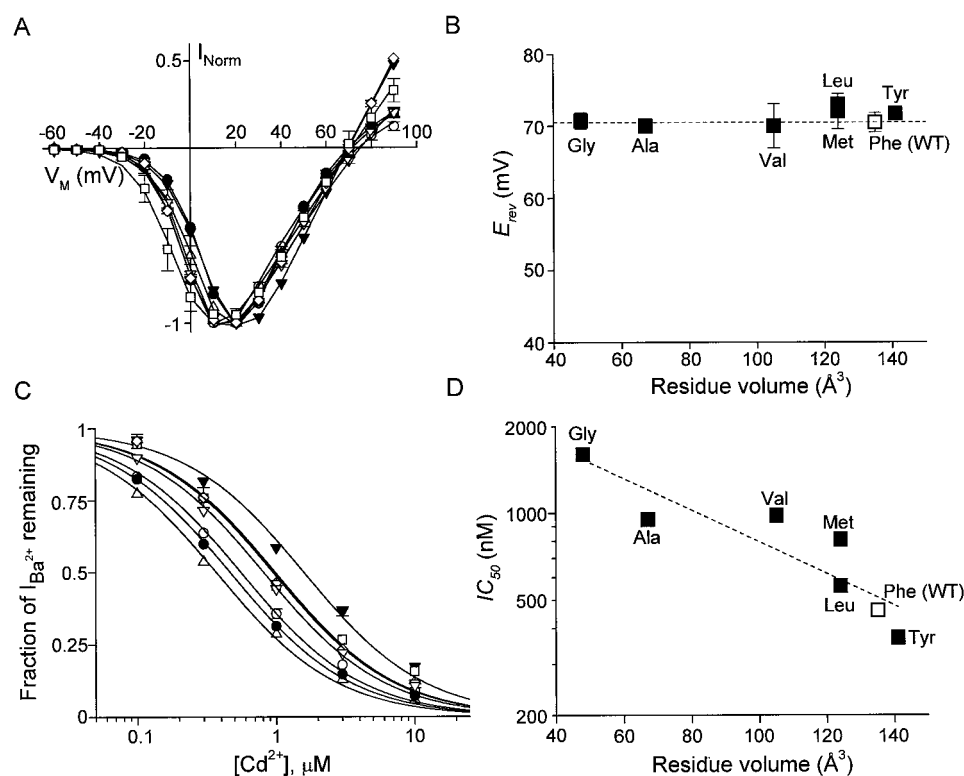 A
I_Norm
0.5
-60 -40 -20 20 60 100
V_M (mV)
-1
B
80
70
60
50
40
E_rev (mV)
Gly
Ala
Val
Leu
Met
Tyr
Phe (WT)
40 60 80 100 120 140
Residue volume (Å³)
C
1
0.75
0.5
0.25
0
Fraction of I_Ba²⁺ remaining
0.1 1 10
[Cd²⁺], μM
D
2000
1000
500
200
IC₅₀ (nM)
Gly
Ala
Val
Met
Leu
Phe (WT)
Tyr
40 60 80 100 120 140
Residue volume (Å³)